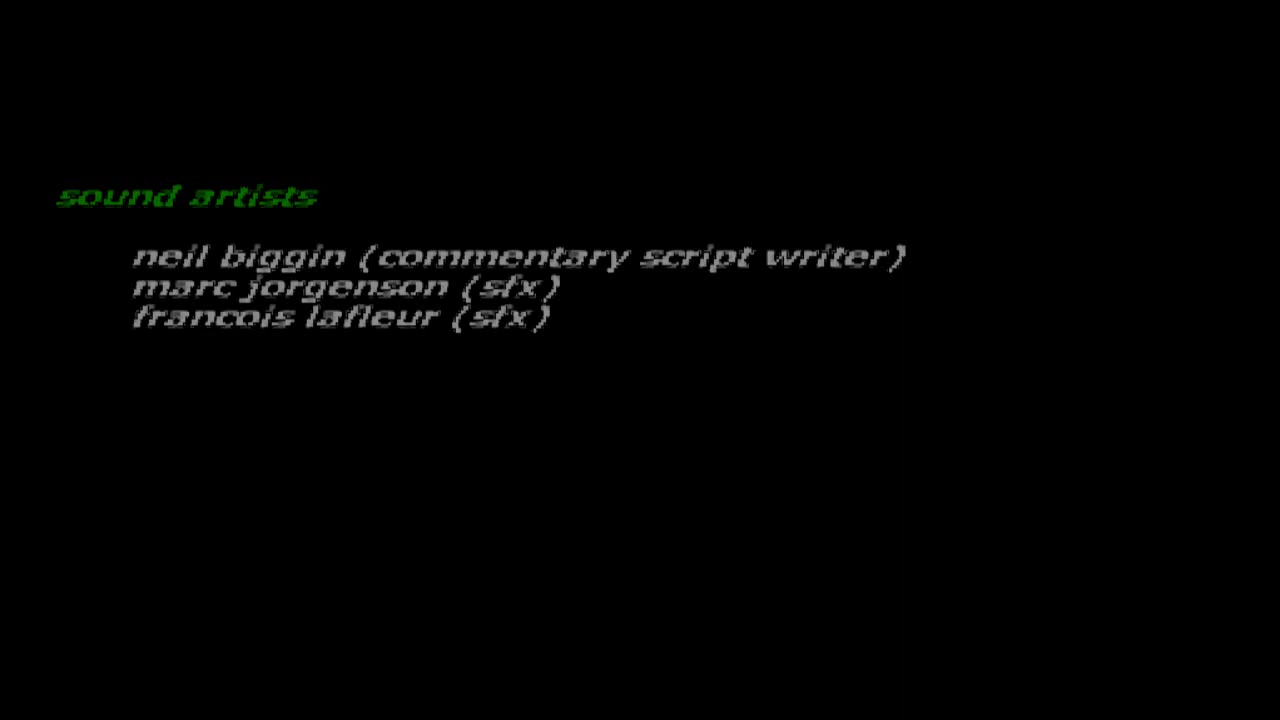 sound artists
neil biggin (commentary script writer)
marc jorgenson (sfx)
francois lafleur (sfx)